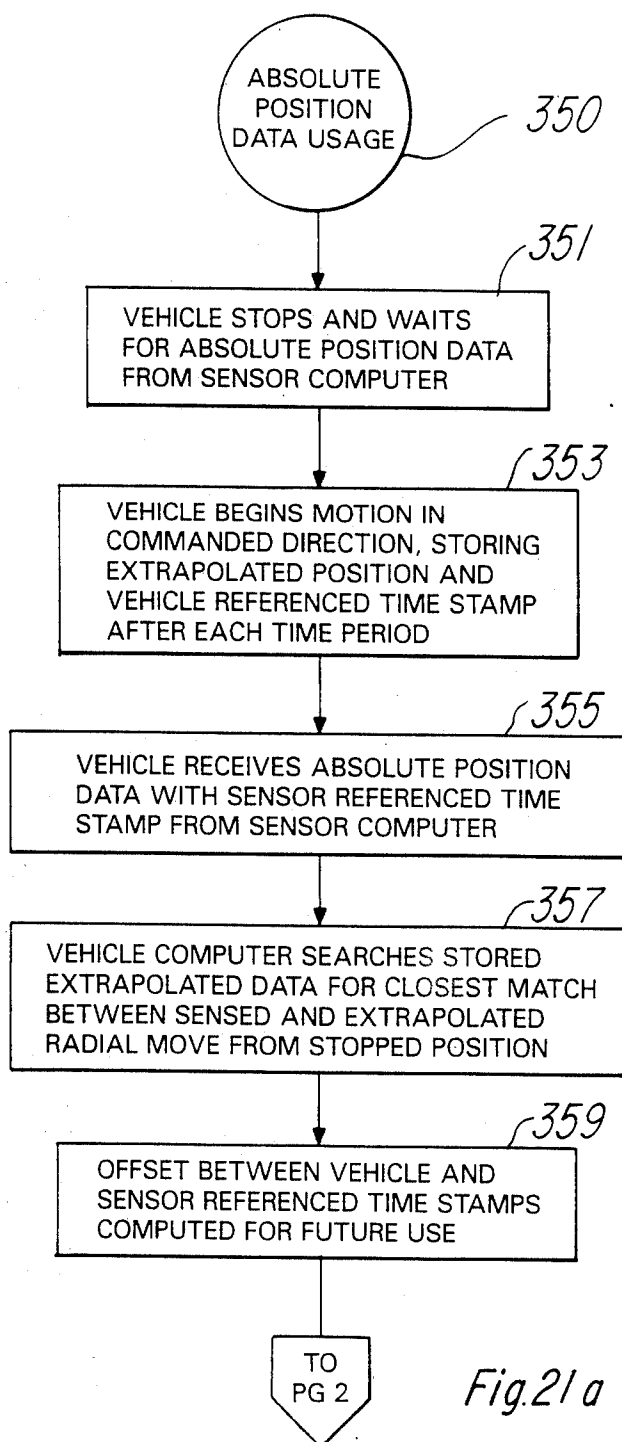 ABSOLUTE
POSITION
DATA USAGE
350
351
VEHICLE STOPS AND WAITS
FOR ABSOLUTE POSITION DATA
FROM SENSOR COMPUTER
353
VEHICLE BEGINS MOTION IN
COMMANDED DIRECTION, STORING
EXTRAPOLATED POSITION AND
VEHICLE REFERENCED TIME STAMP
AFTER EACH TIME PERIOD
355
VEHICLE RECEIVES ABSOLUTE POSITION
DATA WITH SENSOR REFERENCED TIME
STAMP FROM SENSOR COMPUTER
357
VEHICLE COMPUTER SEARCHES STORED
EXTRAPOLATED DATA FOR CLOSEST MATCH
BETWEEN SENSED AND EXTRAPOLATED
RADIAL MOVE FROM STOPPED POSITION
359
OFFSET BETWEEN VEHICLE AND
SENSOR REFERENCED TIME STAMPS
COMPUTED FOR FUTURE USE
TO
PG 2
Fig.21a